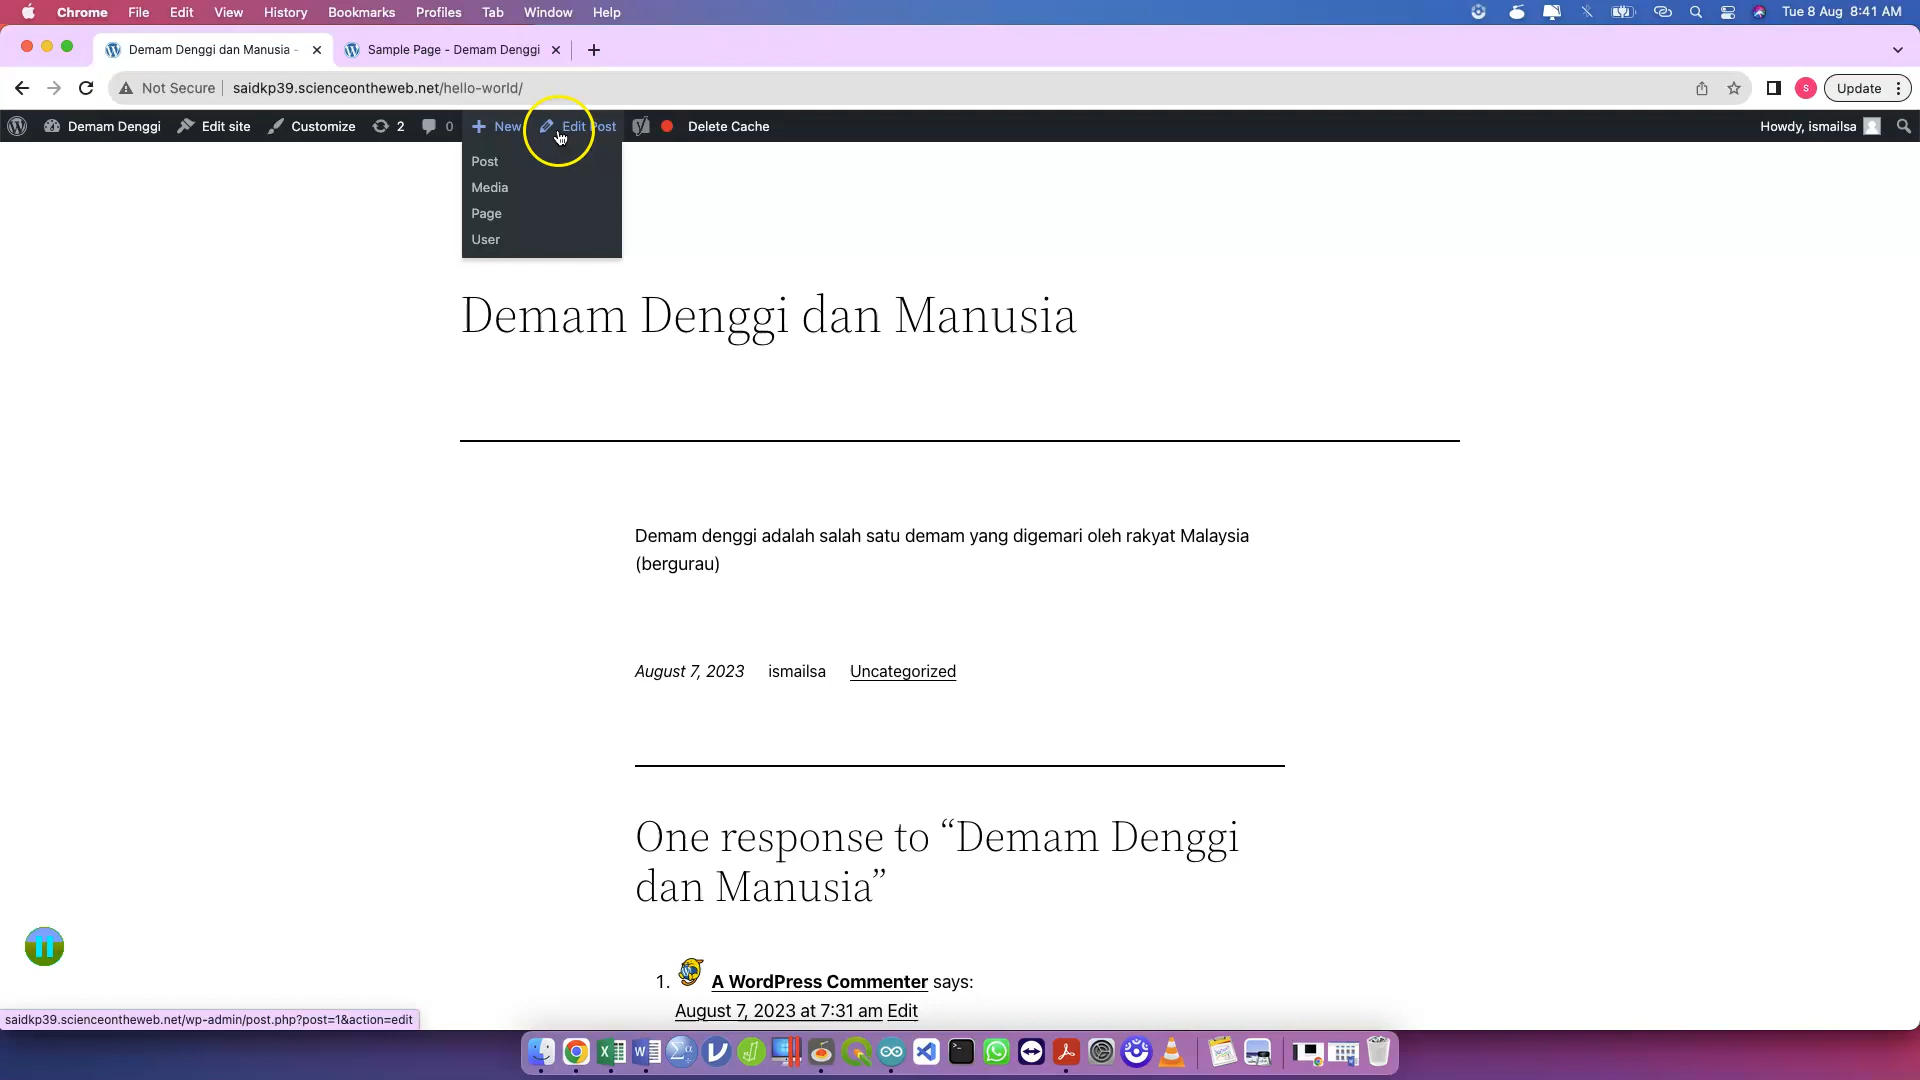 Chrome File Edit View History Bookmarks Profiles Tab Window Help Tue 8 Aug 8:41 AM
Demam Denggi dan Manusia - Sample Page - Demam Denggi
Not Secure saidkp39.scienceontheweb.net/hello-world/ S Update
Demam Denggi Edit site Customize 2 0 New Edit Post Delete Cache Howdy, ismailsa
Post
Media
Page
User
Demam Denggi dan Manusia
Demam denggi adalah salah satu demam yang digemari oleh rakyat Malaysia
(bergurau)
August 7, 2023 ismailsa Uncategorized
One response to “Demam Denggi
dan Manusia”
1. A WordPress Commenter says:
August 7, 2023 at 7:31 am Edit
saidkp39.scienceontheweb.net/wp-admin/post.php?post=1&action=edit